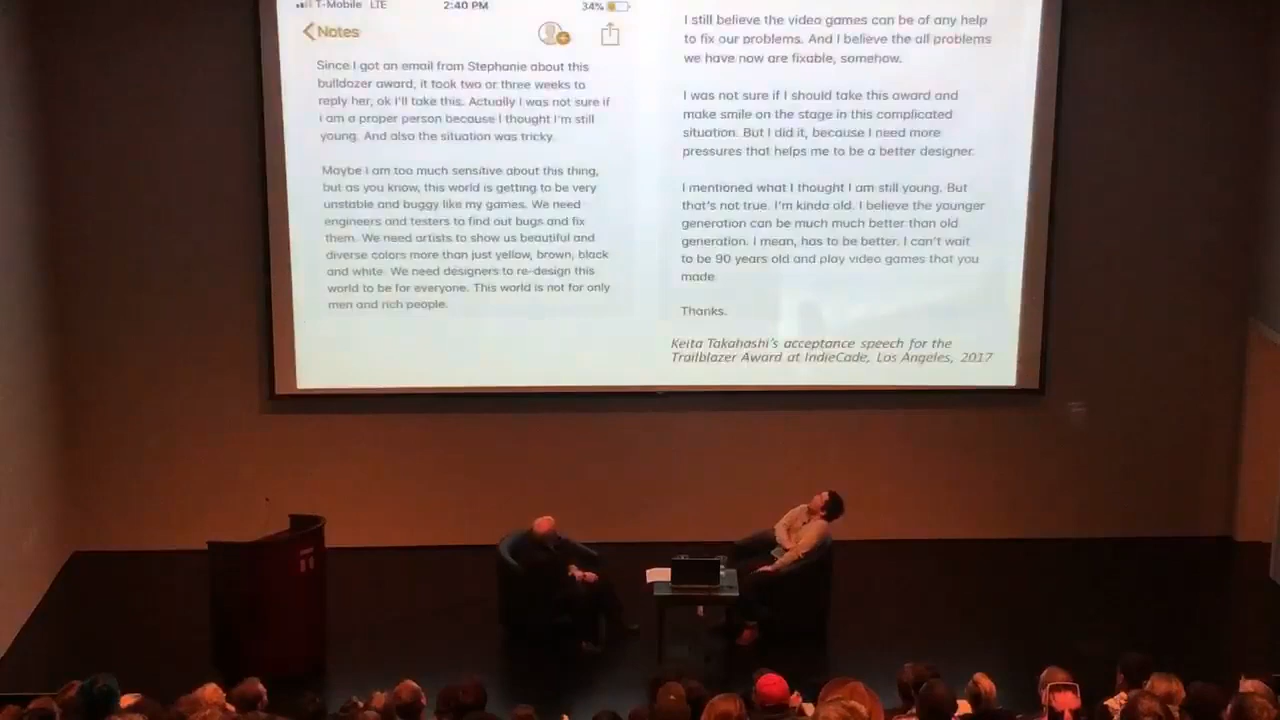 T-Mobile LTE 2:40 PM 34%
Notes
Since I got an email from Stephanie about this
bulldozer award, it took two or three weeks to
reply her, ok I'll take this. Actually I was not sure if
I am a proper person because I thought I'm still
young. And also the situation was tricky.
Maybe I am too much sensitive about this thing,
but as you know, this world is getting to be very
unstable and buggy like my games. We need
engineers and testers to find out bugs and fix
them. We need artists to show us beautiful and
diverse colors more than just yellow, brown, black
and white. We need designers to re-design this
world to be for everyone. This world is not for only
men and rich people.
I still believe the video games can be of any help
to fix our problems. And I believe the all problems
we have now are fixable, somehow.
I was not sure if I should take this award and
make smile on the stage in this complicated
situation. But I did it, because I need more
pressures that helps me to be a better designer.
I mentioned what I thought I am still young. But
that's not true. I'm kinda old. I believe the younger
generation can be much much better than old
generation. I mean, has to be better. I can't wait
to be 90 years old and play video games that you
made.
Thanks.
Keita Takahashi's acceptance speech for the
Trailblazer Award at IndieCade, Los Angeles, 2017